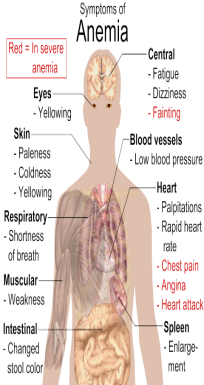 Symptoms of
Anemia
Red = In severe
anemia
Central
- Fatigue
- Dizziness
- Fainting
Eyes
- Yellowing
Skin
- Paleness
- Coldness
- Yellowing
Blood vessels
- Low blood pressure
Heart
- Palpitations
- Rapid heart
rate
- Chest pain
- Angina
- Heart attack
Respiratory
- Shortness
of breath
Muscular
- Weakness
Intestinal
- Changed
stool color
Spleen
- Enlarge-
ment